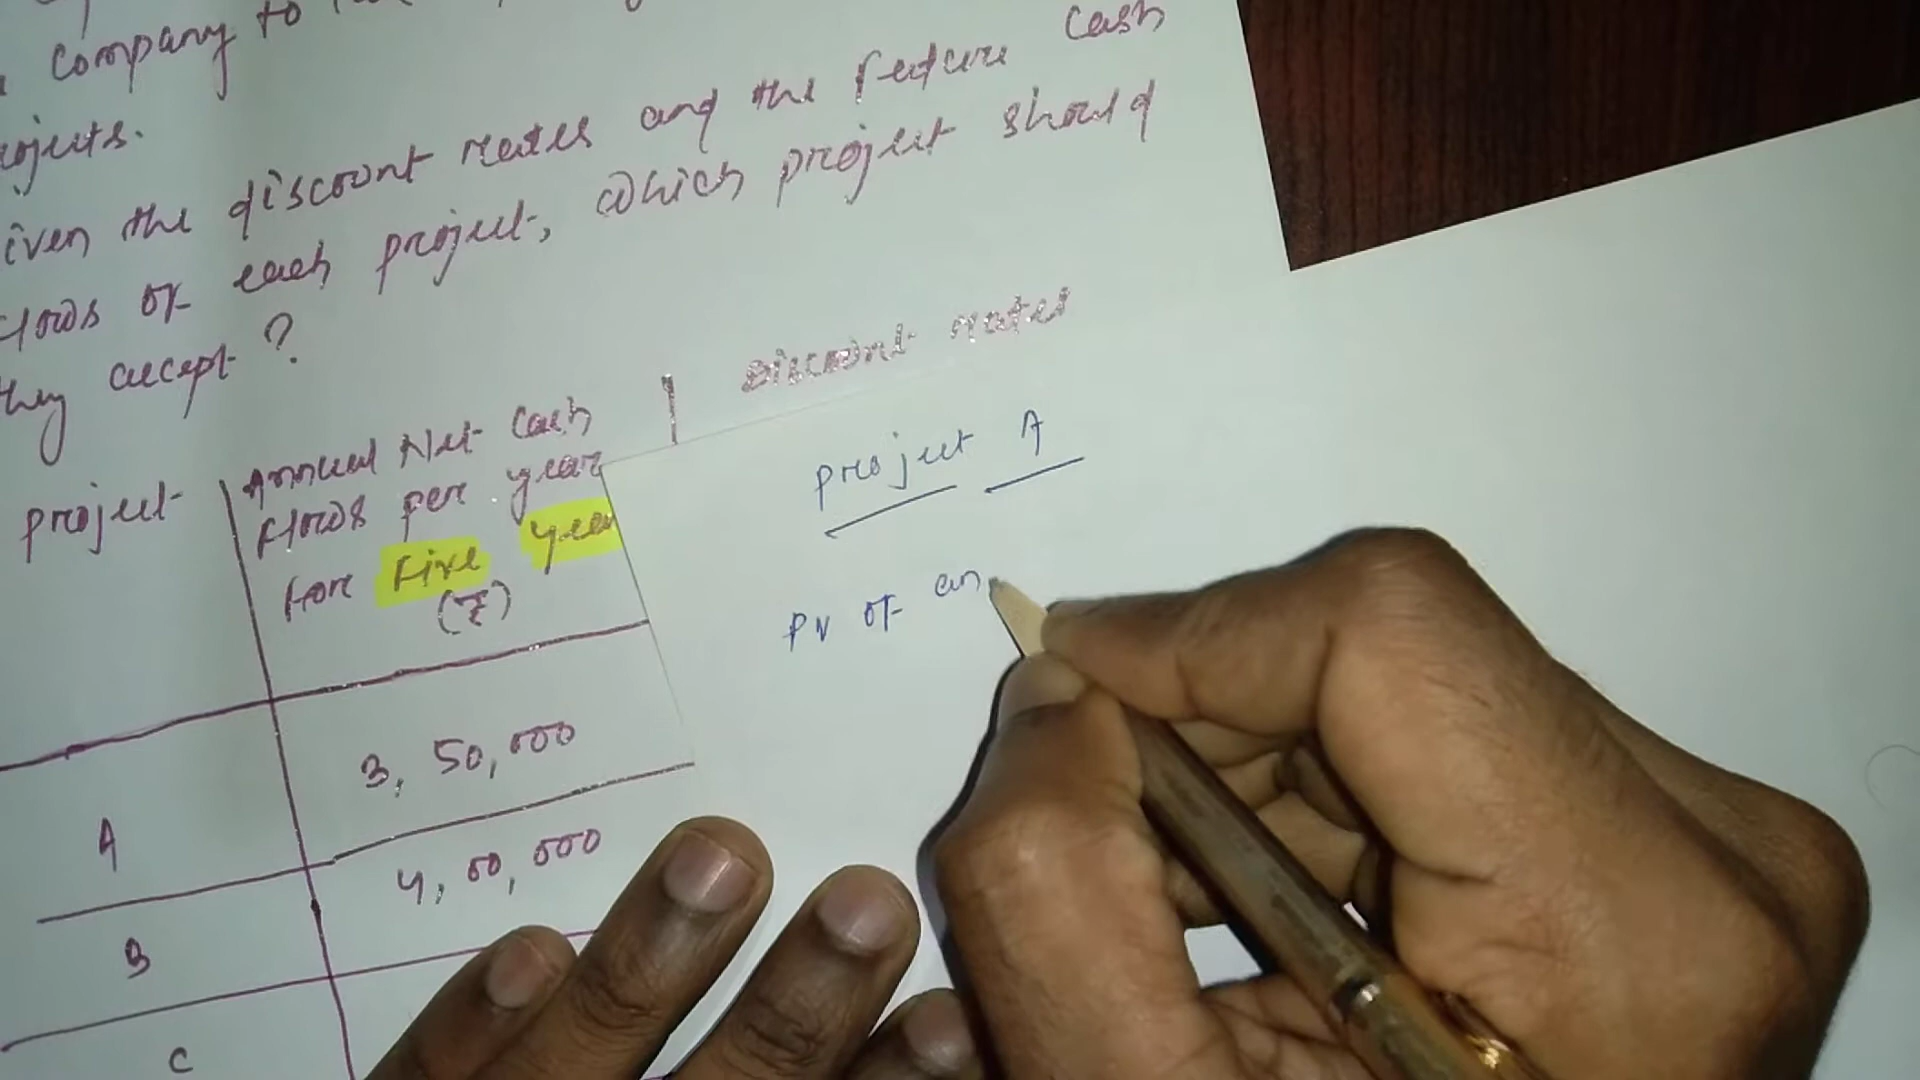 company to
projects.
iven the discount rates and the future cash
flows of each project, which project should
they accept ?
Discount rates
project
Annual Net Cash
flows per year
for five year
(₹)
project A
PV of an
A
3, 50,000
B
4, 00,000
C